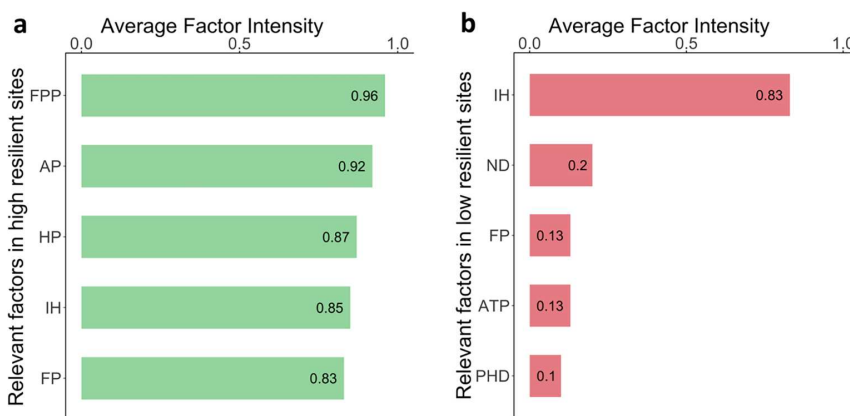 a
Average Factor Intensity
0.0 0.5 1.0
Relevant factors in high resilient sites
FPP 0.96
AP 0.92
HP 0.87
IH 0.85
FP 0.83
b
Average Factor Intensity
0.0 0.5 1.0
Relevant factors in low resilient sites
IH 0.83
ND 0.2
FP 0.13
ATP 0.13
PHD 0.1